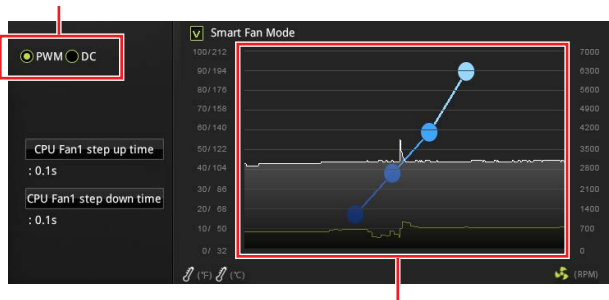 Smart Fan Mode
PWM DC
100/212 7000
90/194 6300
80/176 5600
70/158 4900
60/140 4200
50/122 3500
40/104 2800
30/ 86 2100
20/ 68 1400
10/ 50 700
0/ 32 0
CPU Fan1 step up time
: 0.1s
CPU Fan1 step down time
: 0.1s
(°F) (°C) (RPM)